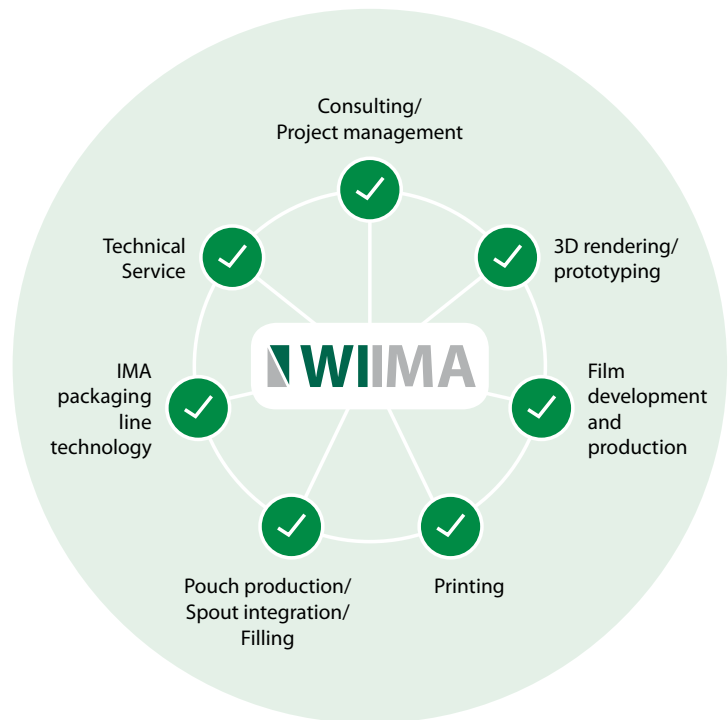 Consulting/
Project management
3D rendering/
prototyping
Film
development
and
production
Printing
Pouch production/
Spout integration/
Filling
IMA
packaging
line
technology
Technical
Service
WIIMA